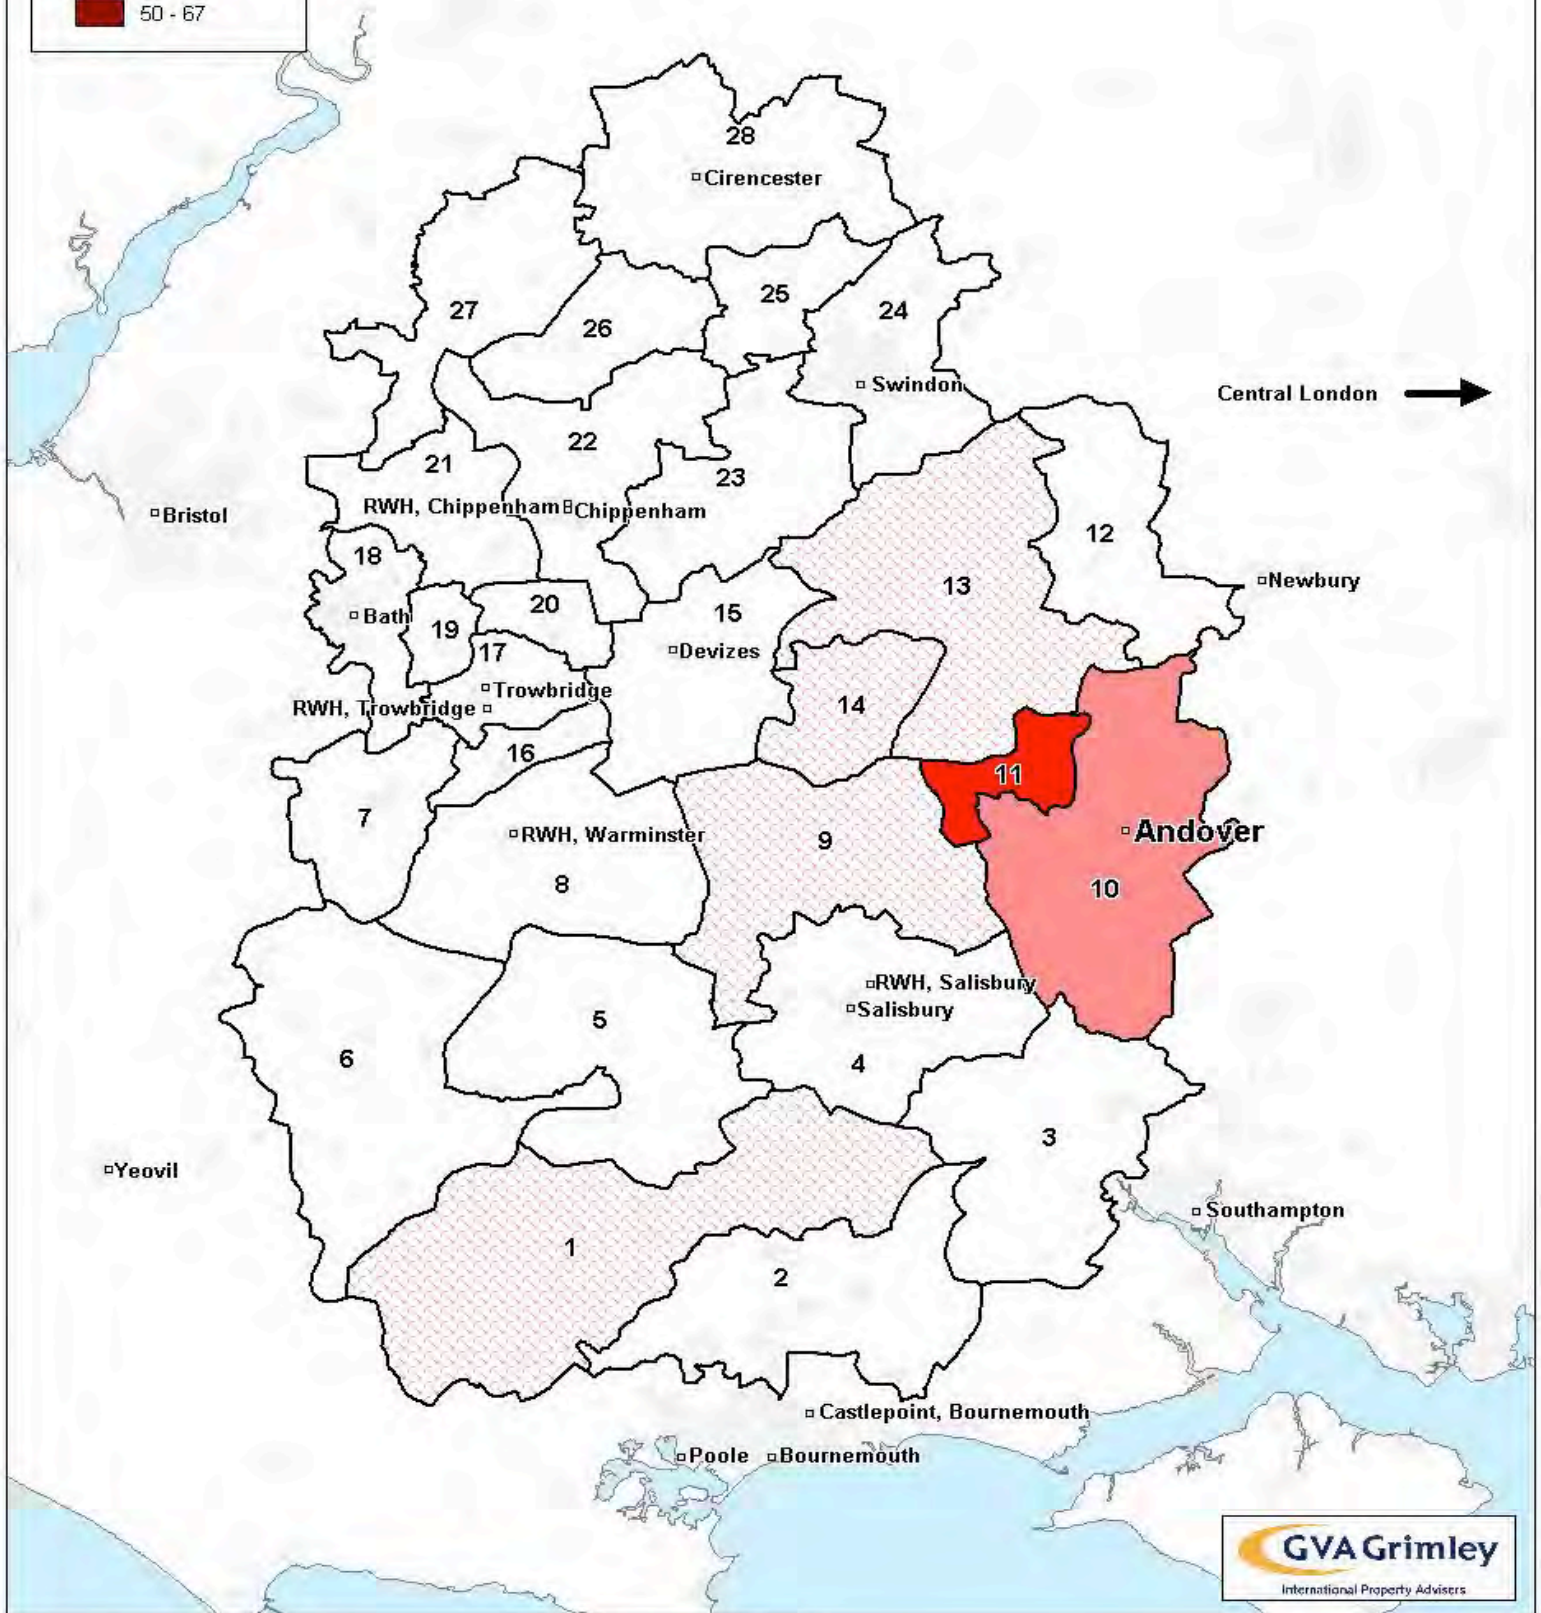 50 - 67
28
Cirencester
25
27
24
26
Swindon
Central London
22
21
23
RWH, Chippenham
Chippenham
Bristol
12
18
Newbury
13
20
15
Bath
19
17
Devizes
Trowbridge
14
RWH, Trowbridge
16
11
7
RWH, Warminster
9
Andover
8
10
RWH, Salisbury
Salisbury
5
6
4
3
Yeovil
Southampton
1
2
Castlepoint, Bournemouth
Poole
Bournemouth
GVA Grimley
International Property Advisers